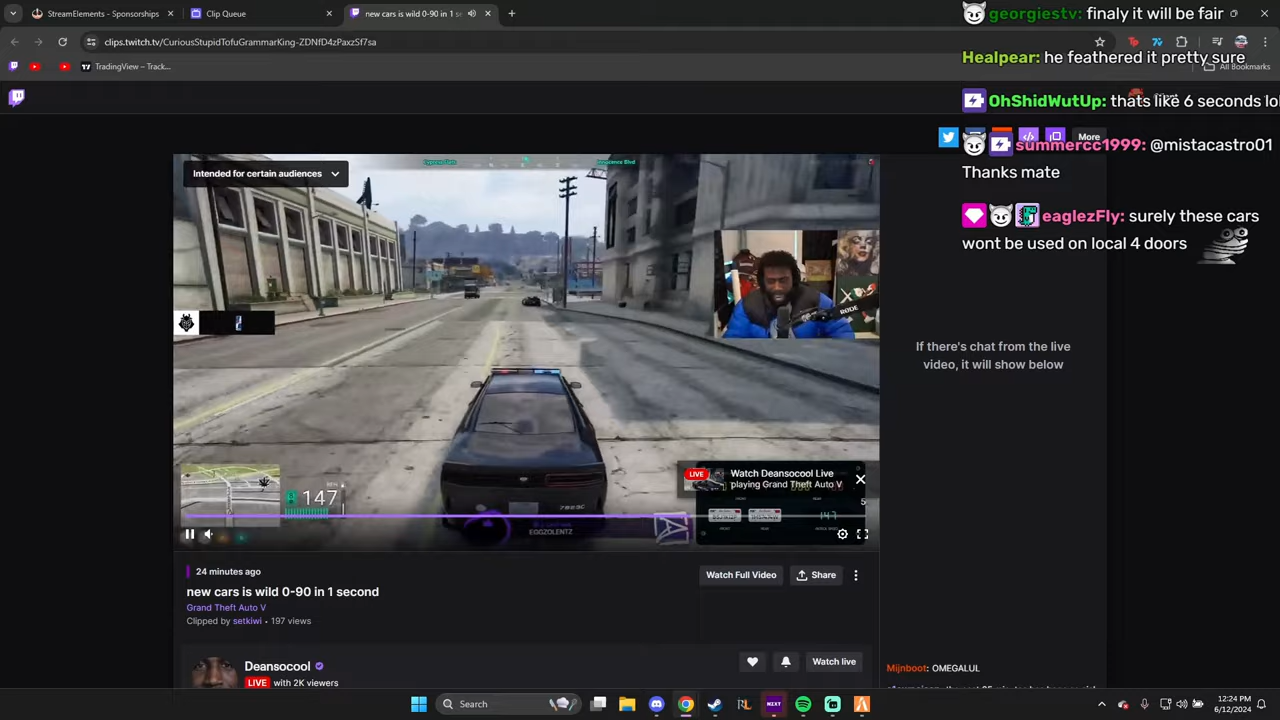 StreamElements - Sponsorships
Clip Queue
new cars is wild 0-90 in 1 s
georgiestv: finaly it will be fair
clips.twitch.tv/CuriousStupidTofuGrammarKing-ZDNfD4zPaxzSf7sa
Healpear: he feathered it pretty sure
TradingView – Track...
All Bookmarks
OhShidWutUp: thats like 6 seconds lol
More
summercc1999: @mistacastro01
Thanks mate
Intended for certain audiences
eaglezFly: surely these cars
wont be used on local 4 doors
RODE
If there's chat from the live
video, it will show below
LIVE
Watch Deansocool Live
playing Grand Theft Auto V
147
147
24 minutes ago
Watch Full Video
Share
new cars is wild 0-90 in 1 second
Grand Theft Auto V
Clipped by setkiwi • 197 views
Deansocool
Watch live
LIVE with 2K viewers
Mijnboot: OMEGALUL
Search
NEXT
12:24 PM
6/12/2024